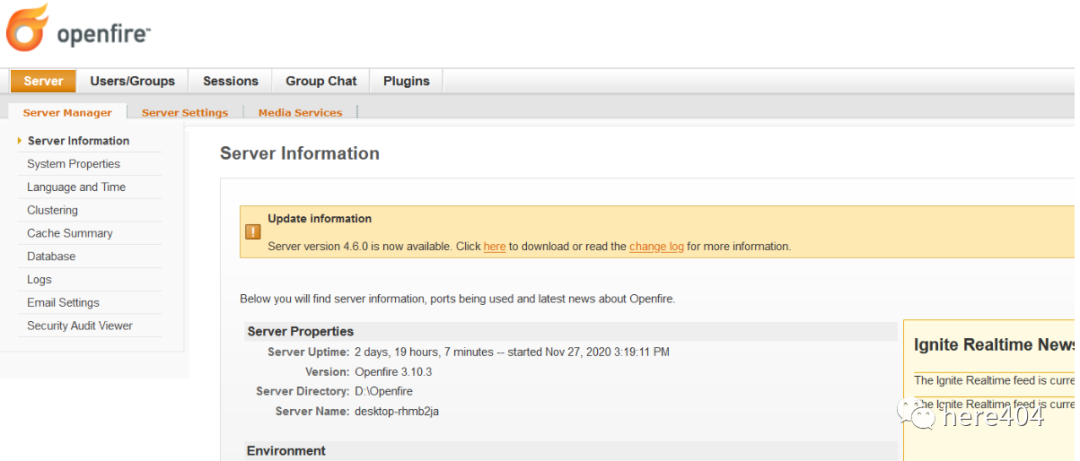 openfire™
Server Users/Groups Sessions Group Chat Plugins
Server Manager Server Settings Media Services
Server Information
System Properties
Language and Time
Clustering
Cache Summary
Database
Logs
Email Settings
Security Audit Viewer
Server Information
Update information
Server version 4.6.0 is now available. Click here to download or read the change log for more information.
Below you will find server information, ports being used and latest news about Openfire.
Server Properties
Server Uptime: 2 days, 19 hours, 7 minutes -- started Nov 27, 2020 3:19:11 PM
Version: Openfire 3.10.3
Server Directory: D:\Openfire
Server Name: desktop-rhmb2ja
Environment
Ignite Realtime News
The Ignite Realtime feed is curre
The Ignite Realtime feed is curre
here404